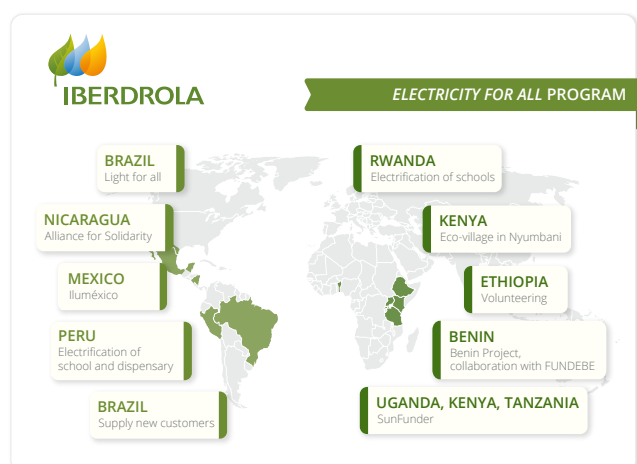 IBERDROLA
ELECTRICITY FOR ALL PROGRAM
BRAZIL
Light for all
NICARAGUA
Alliance for Solidarity
MEXICO
Iluméxico
PERU
Electrification of
school and dispensary
BRAZIL
Supply new customers
RWANDA
Electrification of schools
KENYA
Eco-village in Nyumbani
ETHIOPIA
Volunteering
BENIN
Benin Project,
collaboration with FUNDEBE
UGANDA, KENYA, TANZANIA
SunFunder